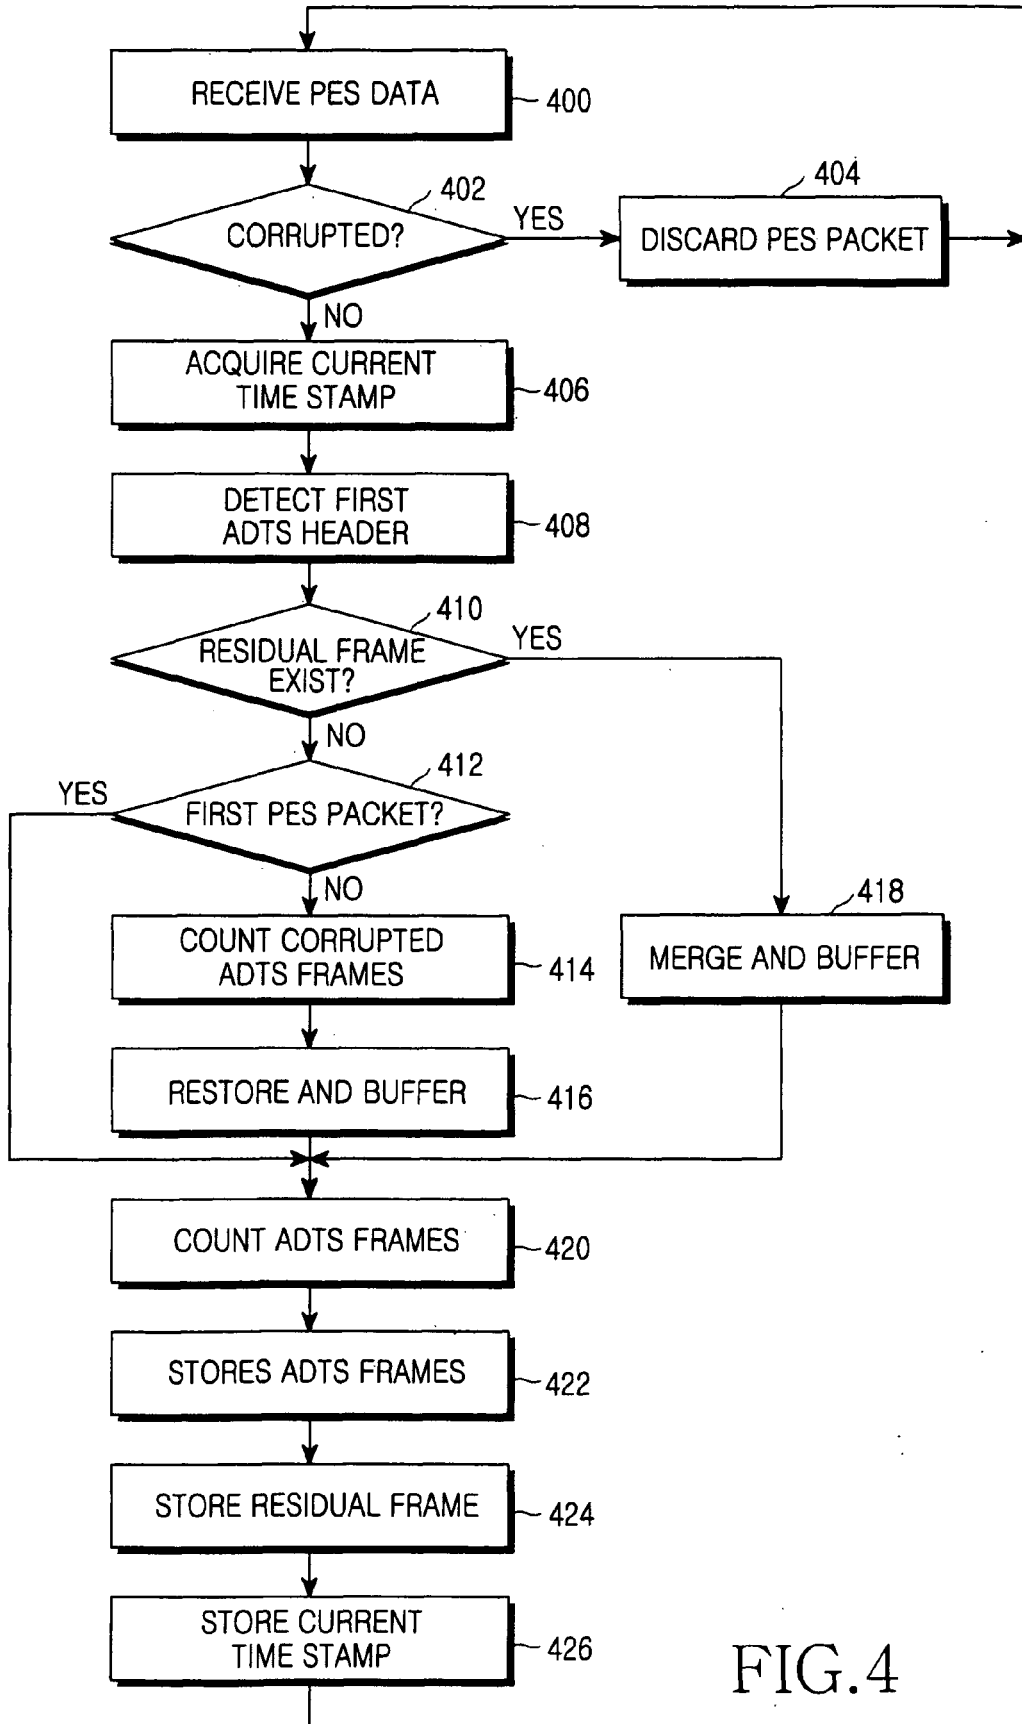 RECEIVE PES DATA
400
402
CORRUPTED?
YES
404
DISCARD PES PACKET
NO
ACQUIRE CURRENT
TIME STAMP
406
DETECT FIRST
ADTS HEADER
408
410
RESIDUAL FRAME
EXIST?
YES
NO
412
YES
FIRST PES PACKET?
NO
COUNT CORRUPTED
ADTS FRAMES
414
418
MERGE AND BUFFER
RESTORE AND BUFFER
416
COUNT ADTS FRAMES
420
STORES ADTS FRAMES
422
STORE RESIDUAL FRAME
424
STORE CURRENT
TIME STAMP
426
FIG.4